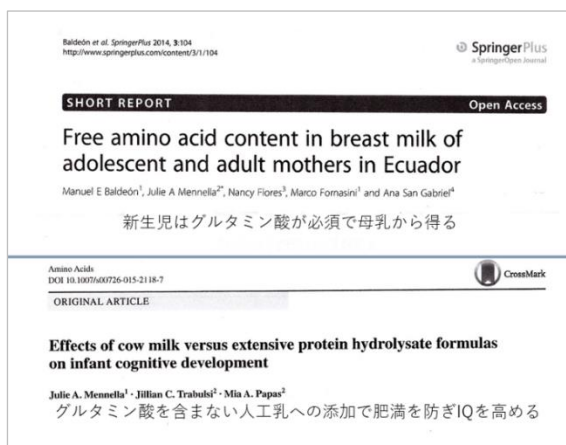 Baldeón et al. SpringerPlus 2014, 3:104
http://www.springerplus.com/content/3/1/104
SpringerPlus
a SpringerOpen Journal
SHORT REPORT
Open Access
Free amino acid content in breast milk of
adolescent and adult mothers in Ecuador
Manuel E Baldeón1, Julie A Mennella2*, Nancy Flores3, Marco Fornasini1 and Ana San Gabriel4
新生児はグルタミン酸が必須で母乳から得る
Amino Acids
DOI 10.1007/s00726-015-2118-7
CrossMark
ORIGINAL ARTICLE
Effects of cow milk versus extensive protein hydrolysate formulas
on infant cognitive development
Julie A. Mennella1 · Jillian C. Trabulsi2 · Mia A. Papas2
グルタミン酸を含まない人工乳への添加で肥満を防ぎIQを高める